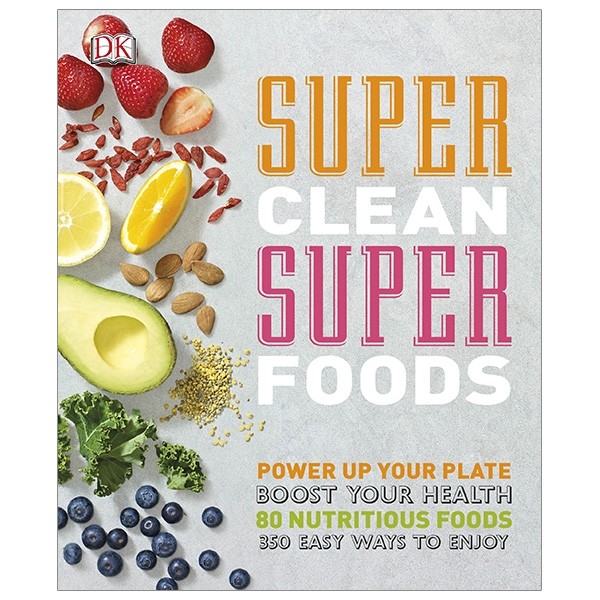 DK
SUPER
CLEAN
SUPER
FOODS
POWER UP YOUR PLATE
BOOST YOUR HEALTH
80 NUTRITIOUS FOODS
350 EASY WAYS TO ENJOY